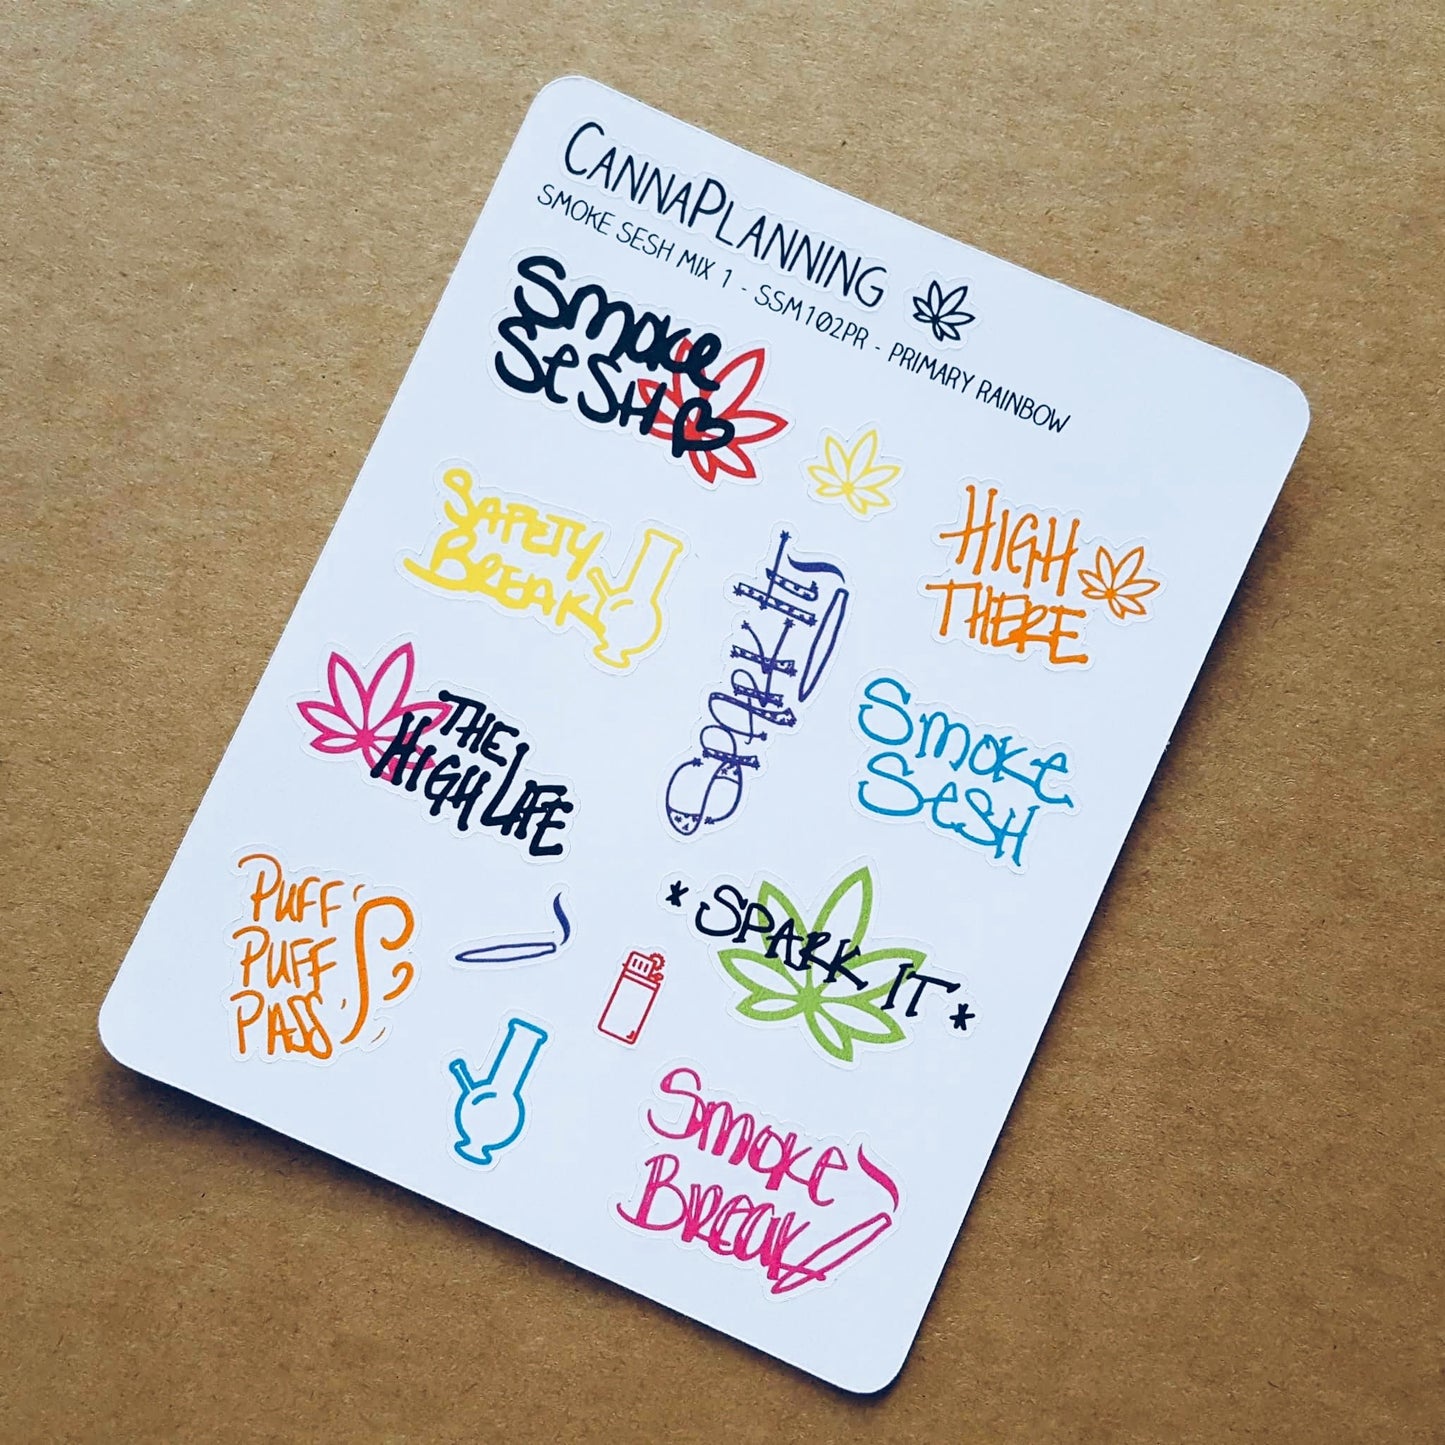 CANNAPLANNING
SMOKE SESH MIX 1 - SSM102PR - PRIMARY RAINBOW
Smoke
SeSH
SAFETY
BREAK
SPARK It
HIGH
THERE
THE
HIGH LIFE
Smoke
SeSH
PUFF
PUFF
PASS
*SPARK IT*
Smoke
BREAK